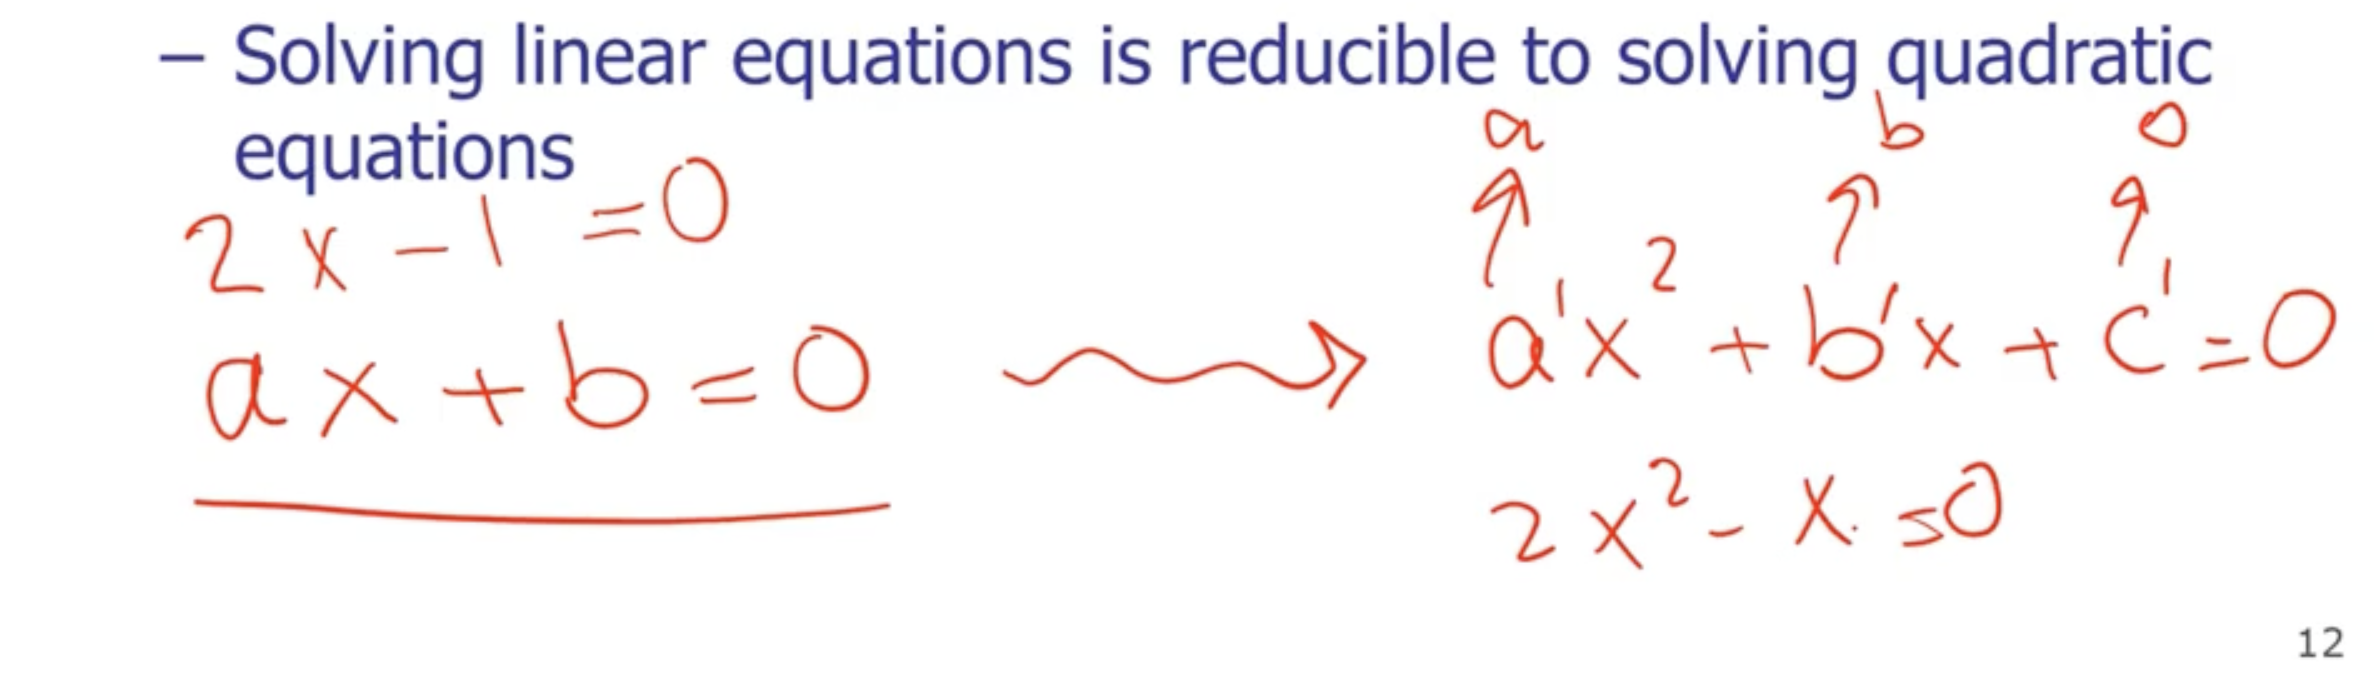 – Solving linear equations is reducible to solving quadratic
equations
a b 0
2x - 1 = 0
ax + b = 0 a'x² + b'x + c' = 0
2x² - x = 0
12